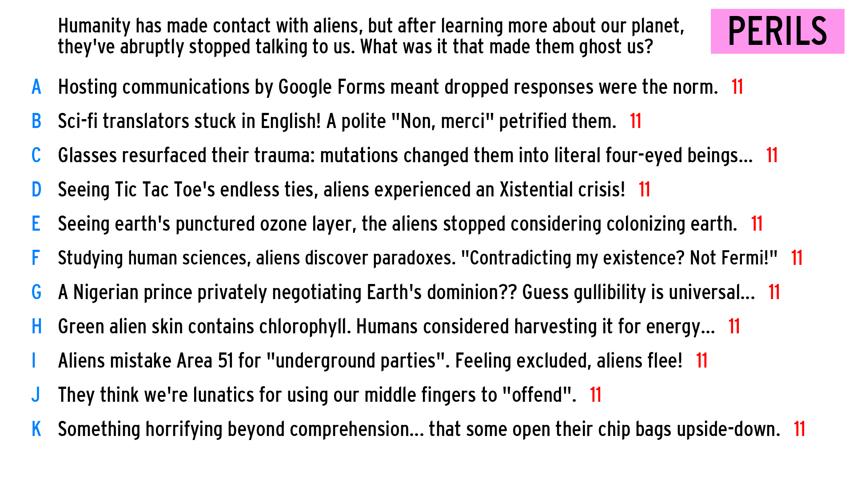 Humanity has made contact with aliens, but after learning more about our planet,
they've abruptly stopped talking to us. What was it that made them ghost us?
PERILS
A Hosting communications by Google Forms meant dropped responses were the norm. 11
B Sci-fi translators stuck in English! A polite "Non, merci" petrified them. 11
C Glasses resurfaced their trauma: mutations changed them into literal four-eyed beings... 11
D Seeing Tic Tac Toe's endless ties, aliens experienced an Xistential crisis! 11
E Seeing earth's punctured ozone layer, the aliens stopped considering colonizing earth. 11
F Studying human sciences, aliens discover paradoxes. "Contradicting my existence? Not Fermi!" 11
G A Nigerian prince privately negotiating Earth's dominion?? Guess gullibility is universal... 11
H Green alien skin contains chlorophyll. Humans considered harvesting it for energy... 11
I Aliens mistake Area 51 for "underground parties". Feeling excluded, aliens flee! 11
J They think we're lunatics for using our middle fingers to "offend". 11
K Something horrifying beyond comprehension... that some open their chip bags upside-down. 11